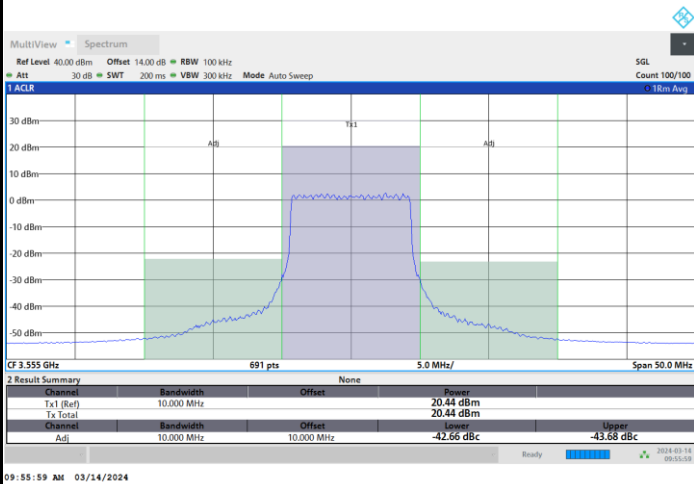 MultiView Spectrum
Ref Level 40.00 dBm Offset 14.00 dB RBW 100 kHz SGL
Att 30 dB SWT 200 ms VBW 300 kHz Mode Auto Sweep Count 100/100
1 ACLR 1Rm Avg
30 dBm
Tx1
20 dBm Adj Adj
10 dBm
0 dBm
-10 dBm
-20 dBm
-30 dBm
-40 dBm
-50 dBm
CF 3.555 GHz 691 pts 5.0 MHz/ Span 50.0 MHz
2 Result Summary None
Channel Bandwidth Offset Power
Tx1 (Ref) 10.000 MHz 20.44 dBm
Tx Total 20.44 dBm
Channel Bandwidth Offset Lower Upper
Adj 10.000 MHz 10.000 MHz -42.66 dBc -43.68 dBc
Ready 2024-03-14
09:55:59
09:55:59 AM 03/14/2024